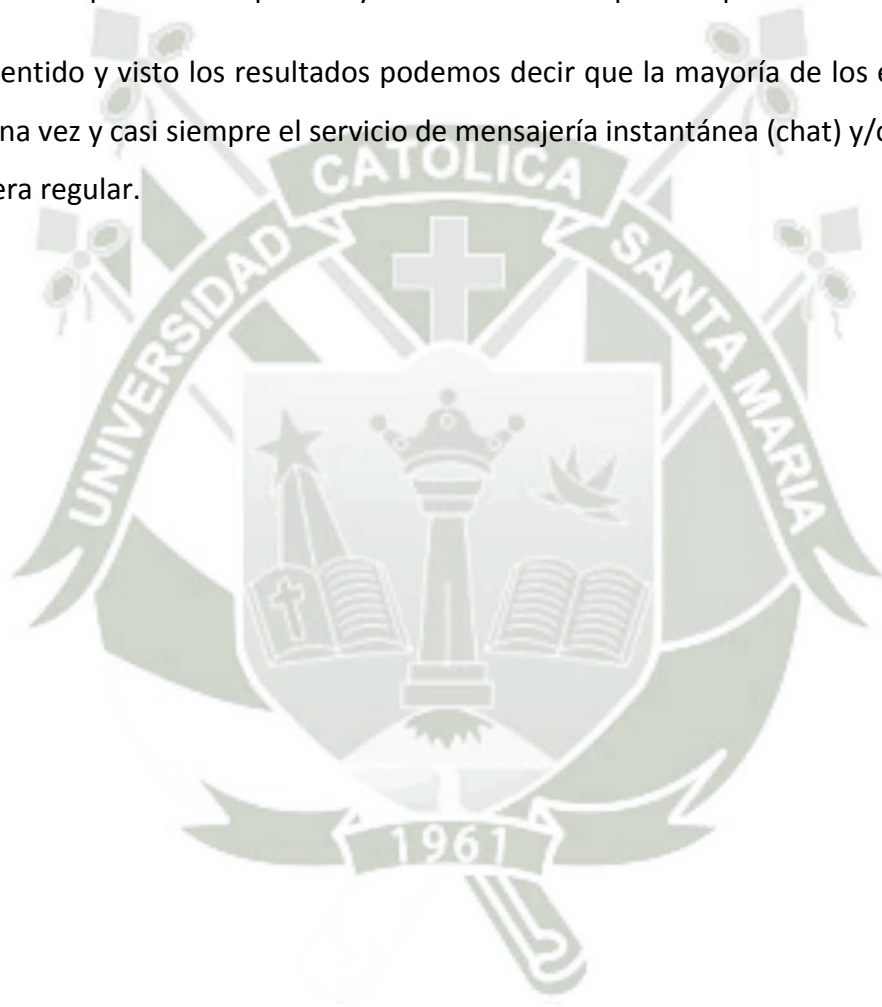 entido y visto los resultados podemos decir que la mayoría de los e
na vez y casi siempre el servicio de mensajería instantánea (chat) y/o
era regular.
CATOLICA
UNIVERSIDAD
SANTA MARIA
1961